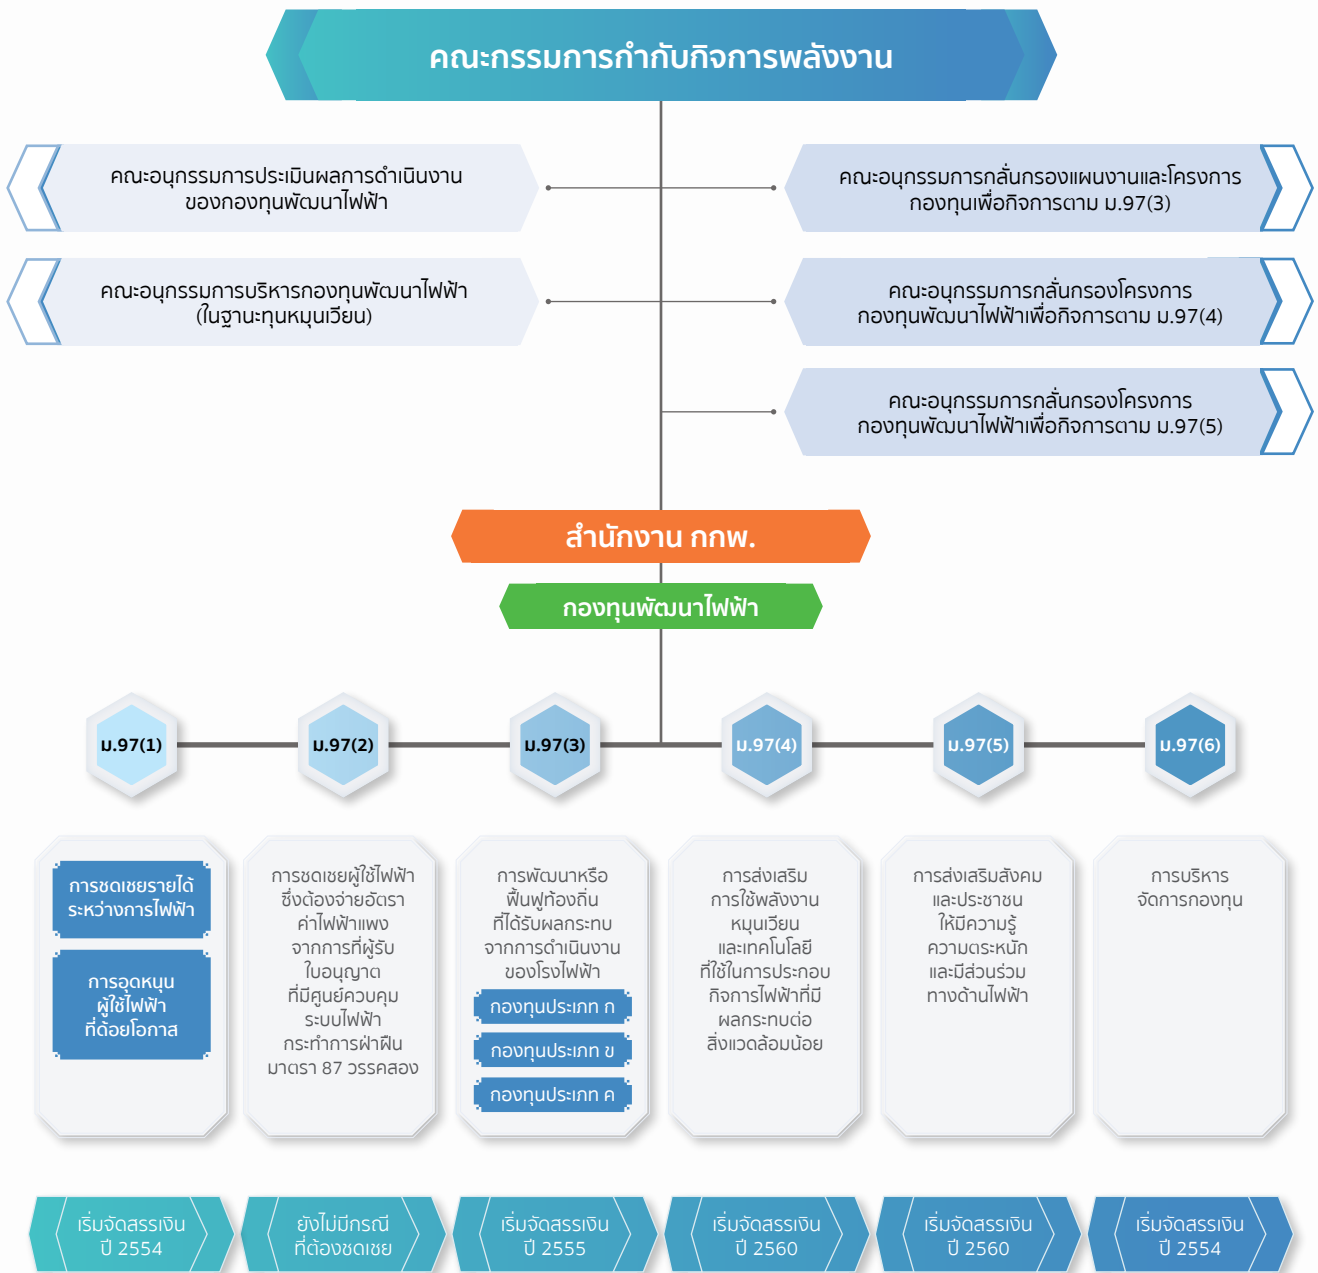 คณะกรรมการกำกับกิจการพลังงาน
คณะอนุกรรมการประเมินผลการดำเนินงาน
ของกองทุนพัฒนาไฟฟ้า
คณะอนุกรรมการกลั่นกรองแผนงานและโครงการ
กองทุนเพื่อกิจการตาม ม.97(3)
คณะอนุกรรมการบริหารกองทุนพัฒนาไฟฟ้า
(ในฐานะทุนหมุนเวียน)
คณะอนุกรรมการกลั่นกรองโครงการ
กองทุนพัฒนาไฟฟ้าเพื่อกิจการตาม ม.97(4)
คณะอนุกรรมการกลั่นกรองโครงการ
กองทุนพัฒนาไฟฟ้าเพื่อกิจการตาม ม.97(5)
สำนักงาน กกพ.
กองทุนพัฒนาไฟฟ้า
ม.97(1)
ม.97(2)
ม.97(3)
ม.97(4)
ม.97(5)
ม.97(6)
การชดเชยรายได้
ระหว่างการไฟฟ้า
การอุดหนุน
ผู้ใช้ไฟฟ้า
ที่ด้อยโอกาส
การชดเชยผู้ใช้ไฟฟ้า
ซึ่งต้องจ่ายอัตรา
ค่าไฟฟ้าแพง
จากการที่ผู้รับ
ใบอนุญาต
ที่มีศูนย์ควบคุม
ระบบไฟฟ้า
กระทำการฝ่าฝืน
มาตรา 87 วรรคสอง
การพัฒนาหรือ
ฟื้นฟูท้องถิ่น
ที่ได้รับผลกระทบ
จากการดำเนินงาน
ของโรงไฟฟ้า
กองทุนประเภท ก
กองทุนประเภท ข
กองทุนประเภท ค
การส่งเสริม
การใช้พลังงาน
หมุนเวียน
และเทคโนโลยี
ที่ใช้ในการประกอบ
กิจการไฟฟ้าที่มี
ผลกระทบต่อ
สิ่งแวดล้อมน้อย
การส่งเสริมสังคม
และประชาชน
ให้มีความรู้
ความตระหนัก
และมีส่วนร่วม
ทางด้านไฟฟ้า
การบริหาร
จัดการกองทุน
เริ่มจัดสรรเงิน
ปี 2554
ยังไม่มีกรณี
ที่ต้องชดเชย
เริ่มจัดสรรเงิน
ปี 2555
เริ่มจัดสรรเงิน
ปี 2560
เริ่มจัดสรรเงิน
ปี 2560
เริ่มจัดสรรเงิน
ปี 2554